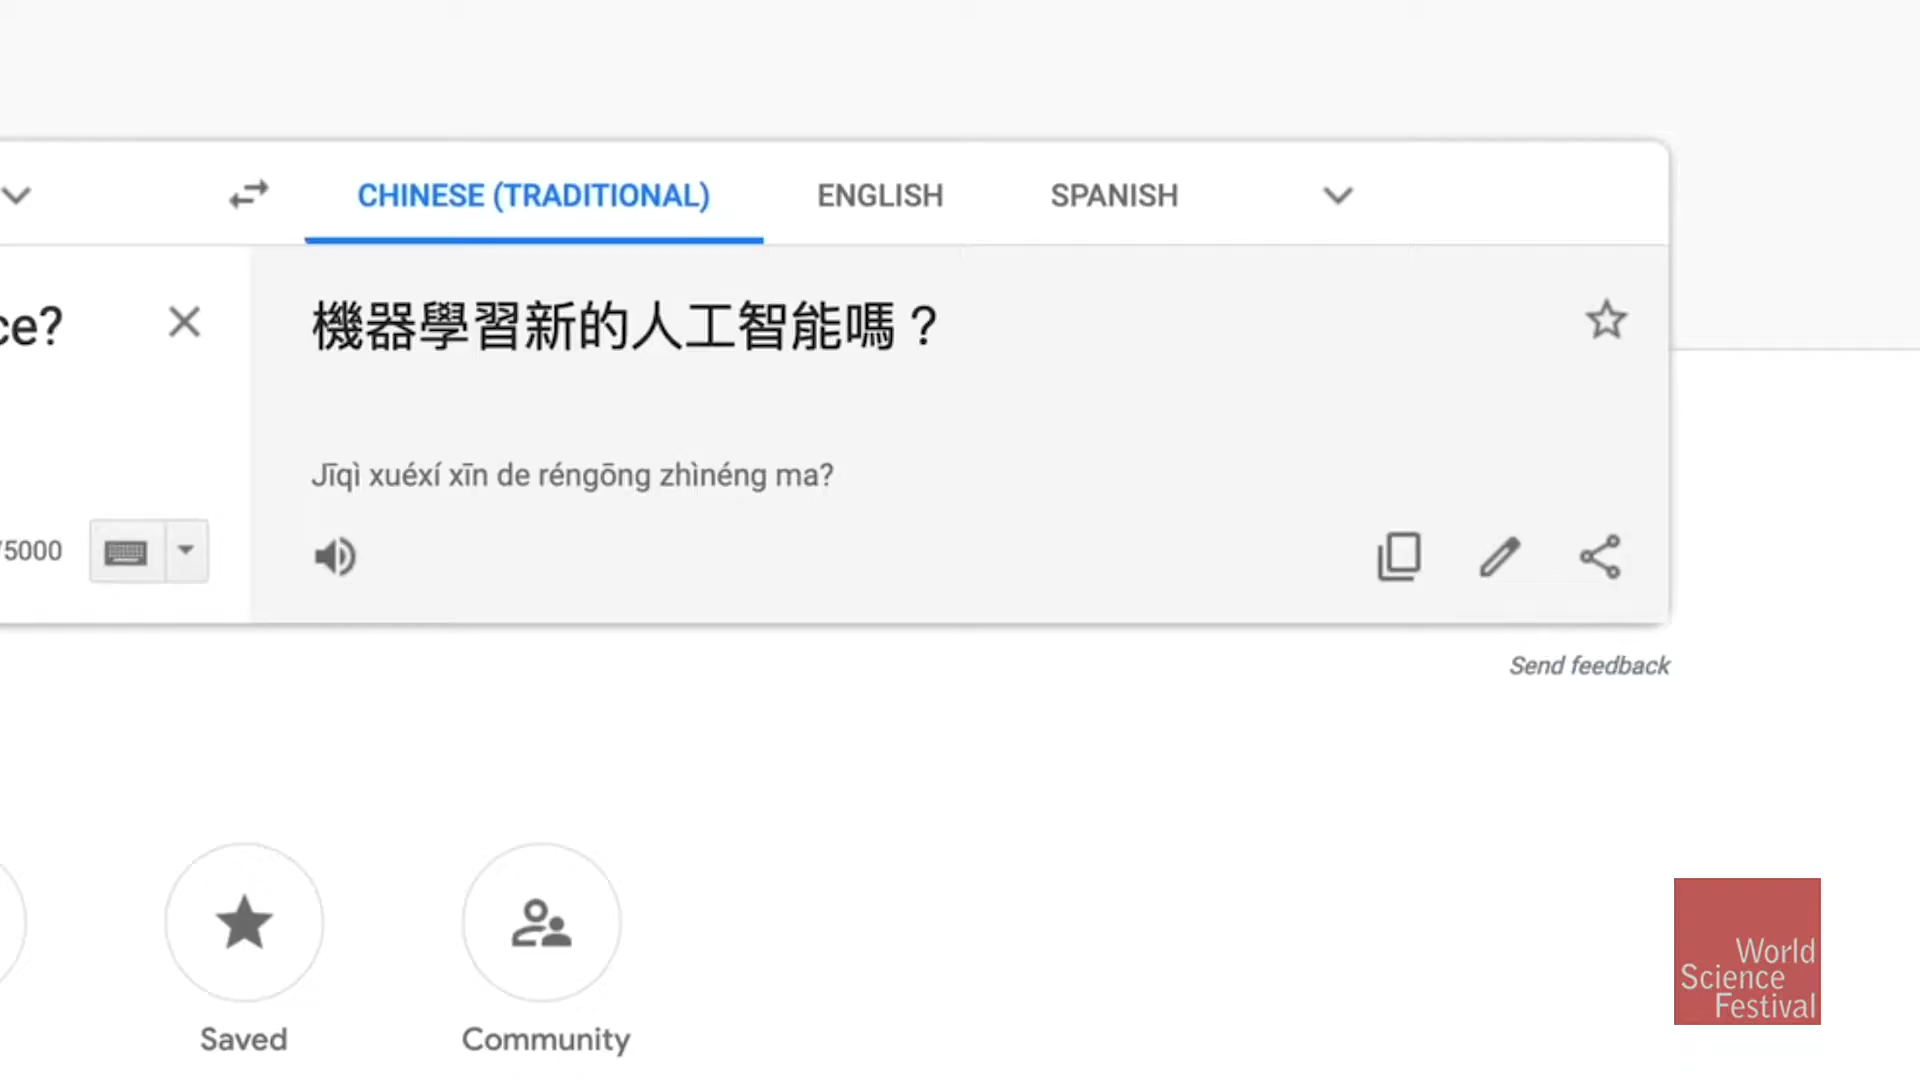 CHINESE (TRADITIONAL) ENGLISH SPANISH
ce? 機器學習新的人工智能嗎？
Jīqì xuéxí xīn de réngōng zhìnéng ma?
/5000
Send feedback
Saved Community
World
Science
Festival